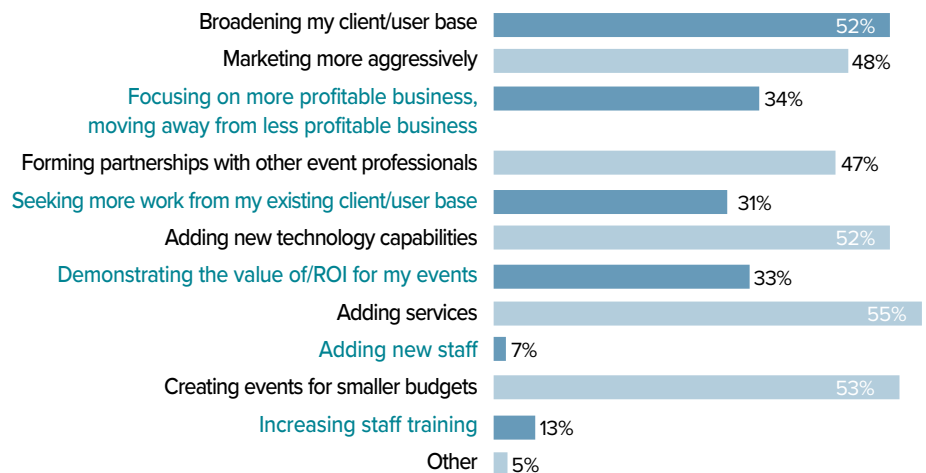 Broadening my client/user base 52%
Marketing more aggressively 48%
Focusing on more profitable business,
moving away from less profitable business 34%
Forming partnerships with other event professionals 47%
Seeking more work from my existing client/user base 31%
Adding new technology capabilities 52%
Demonstrating the value of/ROI for my events 33%
Adding services 55%
Adding new staff 7%
Creating events for smaller budgets 53%
Increasing staff training 13%
Other 5%